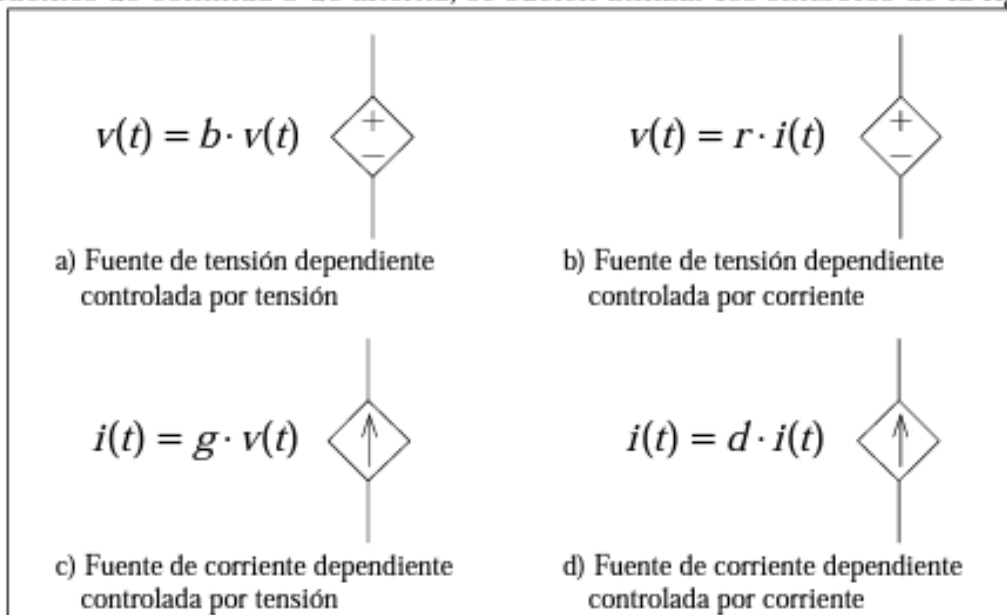 v(t) = b· v(t)
+
−
v(t) = r· i(t)
+
−
a) Fuente de tensión dependiente
controlada por tensión
b) Fuente de tensión dependiente
controlada por corriente
i(t) = g· v(t)
i(t) = d· i(t)
c) Fuente de corriente dependiente
controlada por tensión
d) Fuente de corriente dependiente
controlada por corriente